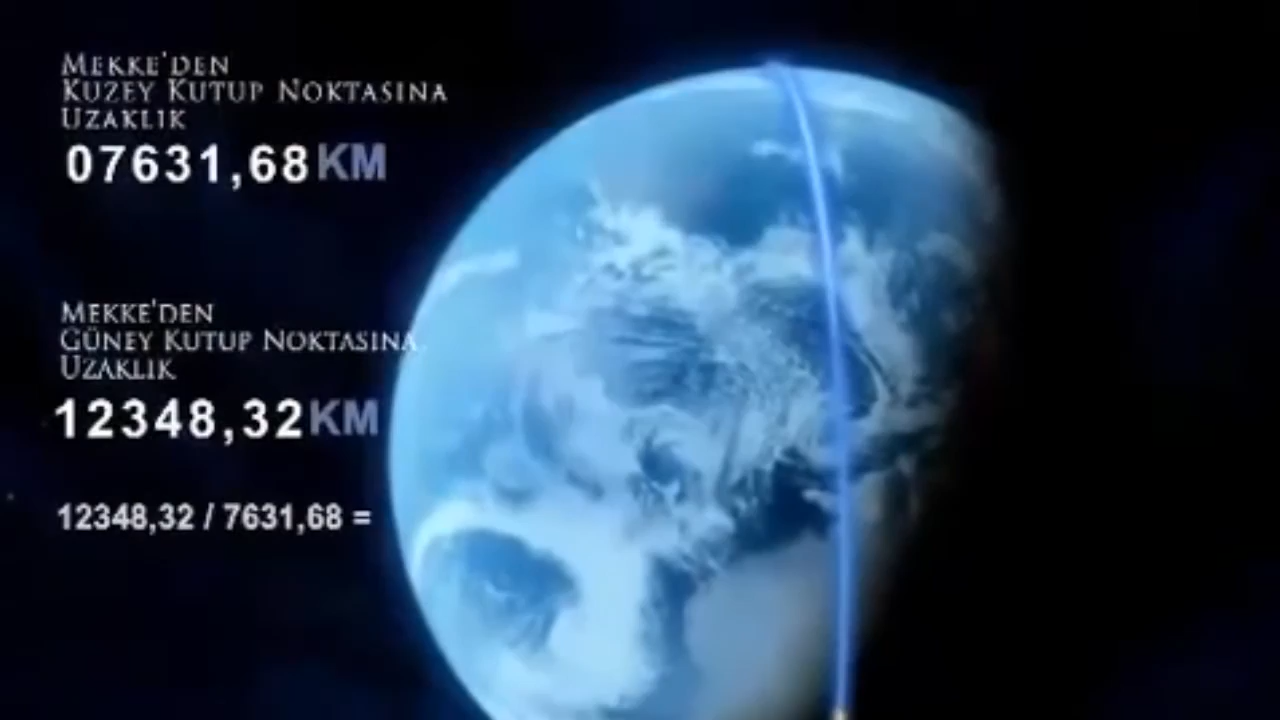 MEKKE'DEN
KUZEY KUTUP NOKTASINA
UZAKLIK
07631,68 KM
MEKKE'DEN
GÜNEY KUTUP NOKTASINA
UZAKLIK
12348,32 KM
12348,32 / 7631,68 =